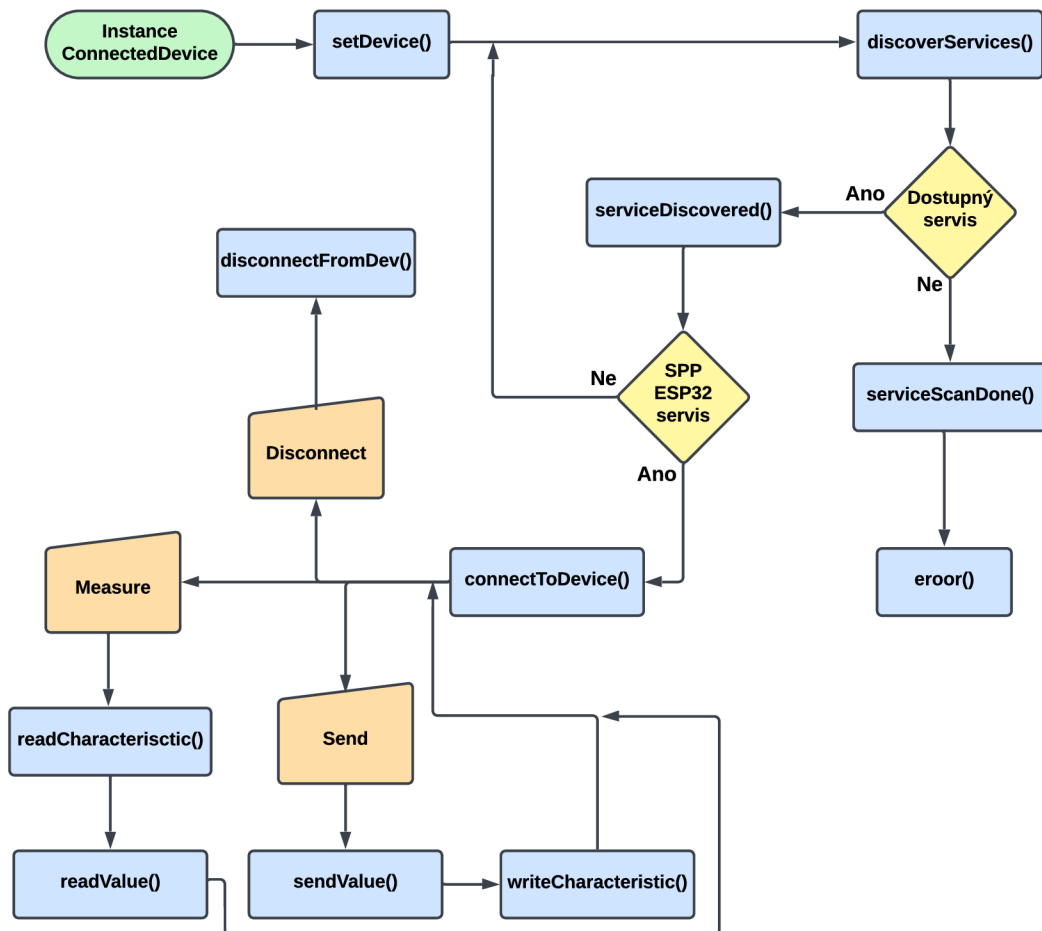 Instance
ConnectedDevice
setDevice()
discoverServices()
Dostupný
servis
Ano
Ne
serviceDiscovered()
disconnectFromDev()
SPP
ESP32
servis
Ne
Ano
serviceScanDone()
Disconnect
connectToDevice()
eroor()
Measure
Send
readCharacterisctic()
readValue()
sendValue()
writeCharacteristic()